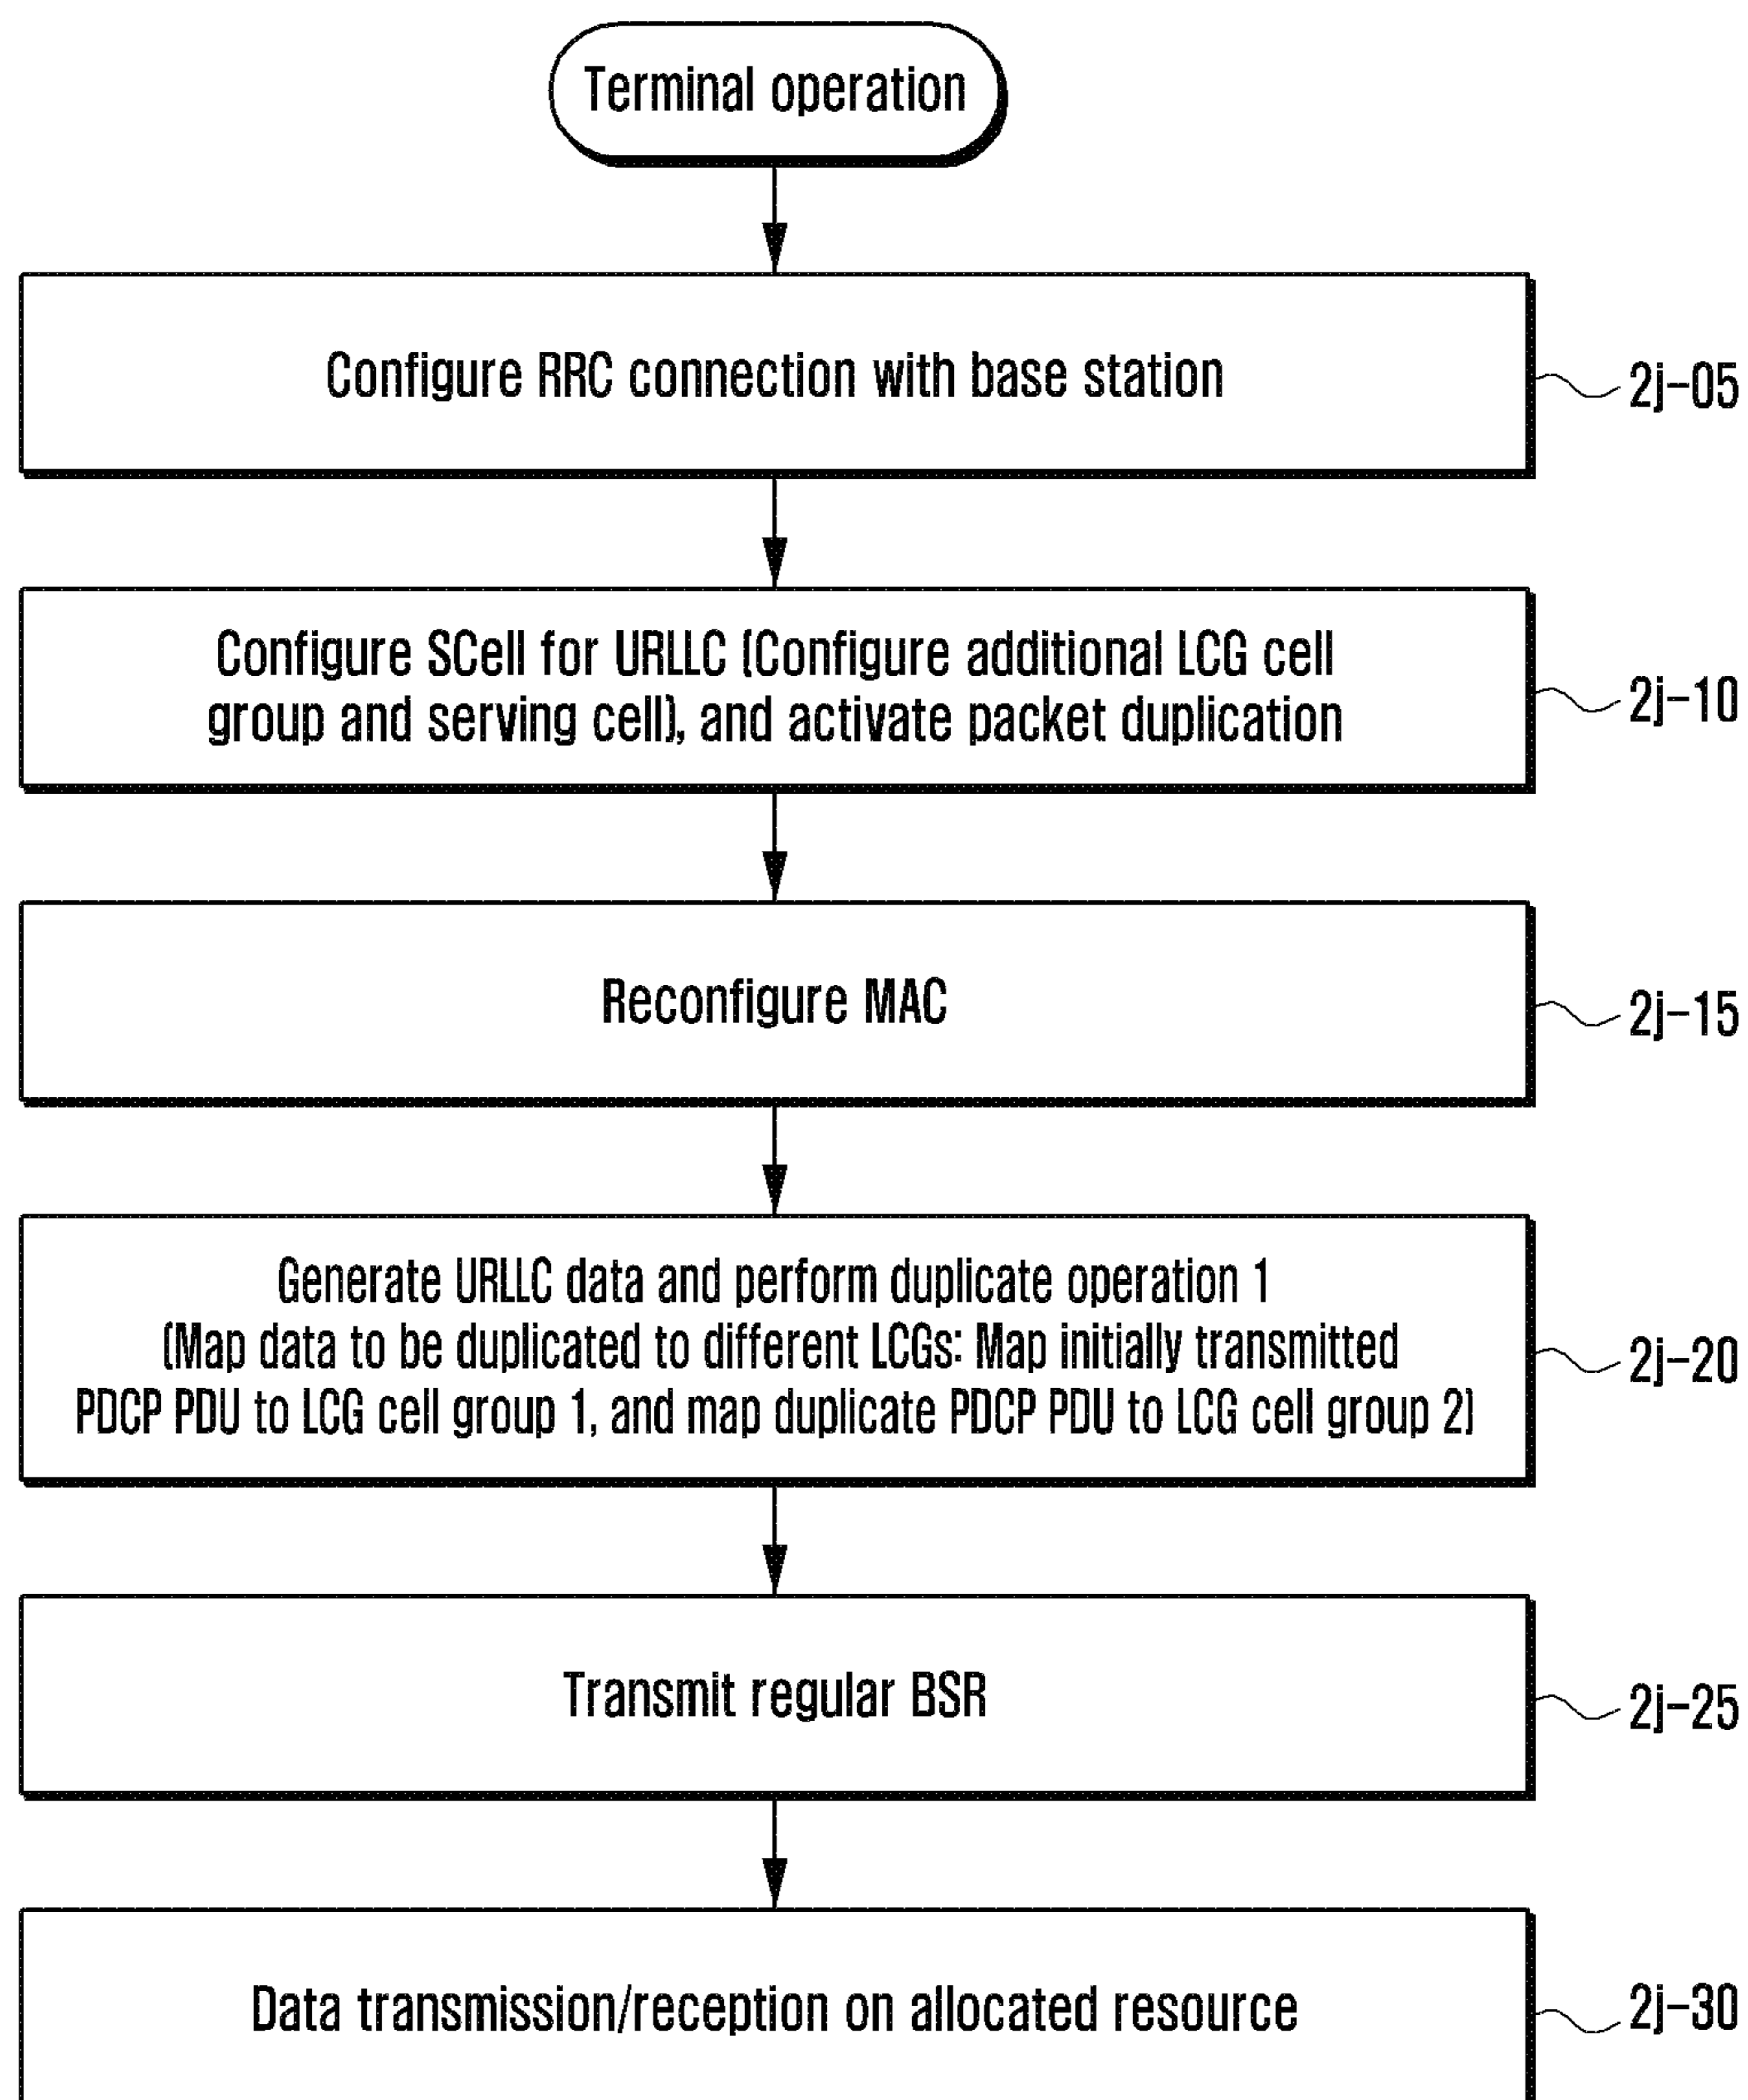 Terminal operation
Configure RRC connection with base station
2j-05
Configure SCell for URLLC (Configure additional LCG cell
group and serving cell), and activate packet duplication
2j-10
Reconfigure MAC
2j-15
Generate URLLC data and perform duplicate operation 1
(Map data to be duplicated to different LCGs: Map initially transmitted
PDCP PDU to LCG cell group 1, and map duplicate PDCP PDU to LCG cell group 2)
2j-20
Transmit regular BSR
2j-25
Data transmission/reception on allocated resource
2j-30